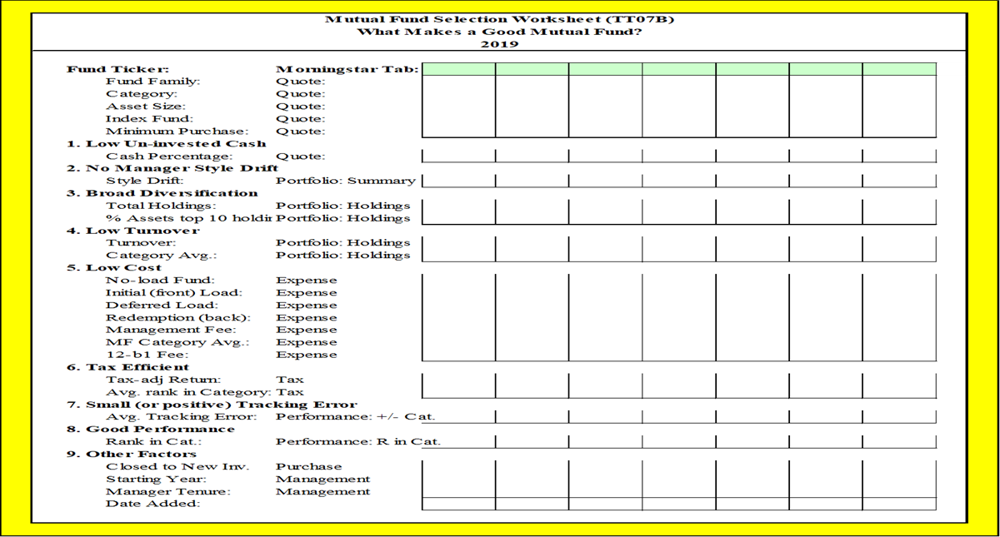 Mutual Fund Selection Worksheet (TT07B)
What Makes a Good Mutual Fund?
2019
Fund Ticker: Morningstar Tab:
Fund Family: Quote:
Category: Quote:
Asset Size: Quote:
Index Fund: Quote:
Minimum Purchase: Quote:
1. Low Un-invested Cash
Cash Percentage: Quote:
2. No Manager Style Drift
Style Drift: Portfolio: Summary
3. Broad Diversification
Total Holdings: Portfolio: Holdings
% Assets top 10 holdin Portfolio: Holdings
4. Low Turnover
Turnover: Portfolio: Holdings
Category Avg.: Portfolio: Holdings
5. Low Cost
No-load Fund: Expense
Initial (front) Load: Expense
Deferred Load: Expense
Redemption (back): Expense
Management Fee: Expense
MF Category Avg.: Expense
12-b1 Fee: Expense
6. Tax Efficient
Tax-adj Return: Tax
Avg. rank in Category: Tax
7. Small (or positive) Tracking Error
Avg. Tracking Error: Performance: +/- Cat.
8. Good Performance
Rank in Cat.: Performance: R in Cat.
9. Other Factors
Closed to New Inv. Purchase
Starting Year: Management
Manager Tenure: Management
Date Added: